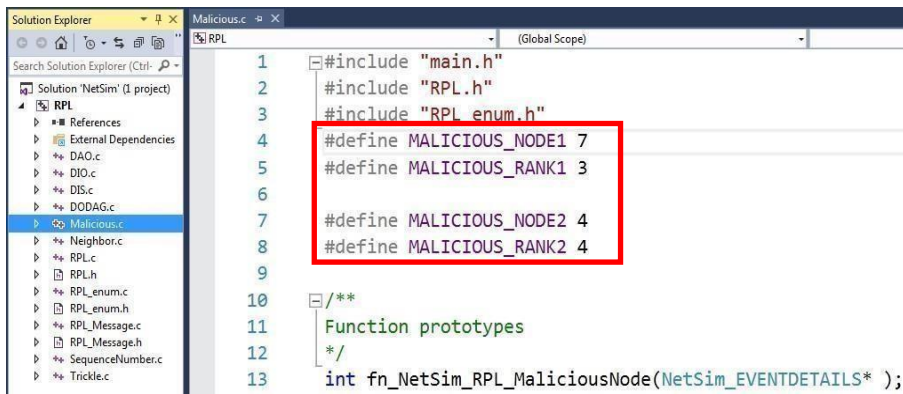 Solution Explorer
Search Solution Explorer (Ctrl-
Solution 'NetSim' (1 project)
RPL
References
External Dependencies
DAO.c
DIO.c
DIS.c
DODAG.c
Malicious.c
Neighbor.c
RPL.c
RPL.h
RPL_enum.c
RPL_enum.h
RPL_Message.c
RPL_Message.h
SequenceNumber.c
Trickle.c
Malicious.c
RPL (Global Scope)
1 #include "main.h"
2 #include "RPL.h"
3 #include "RPL_enum.h"
4 #define MALICIOUS_NODE1 7
5 #define MALICIOUS_RANK1 3
6
7 #define MALICIOUS_NODE2 4
8 #define MALICIOUS_RANK2 4
9
10 /**
11 Function prototypes
12 */
13 int fn_NetSim_RPL_MaliciousNode(NetSim_EVENTDETAILS* );